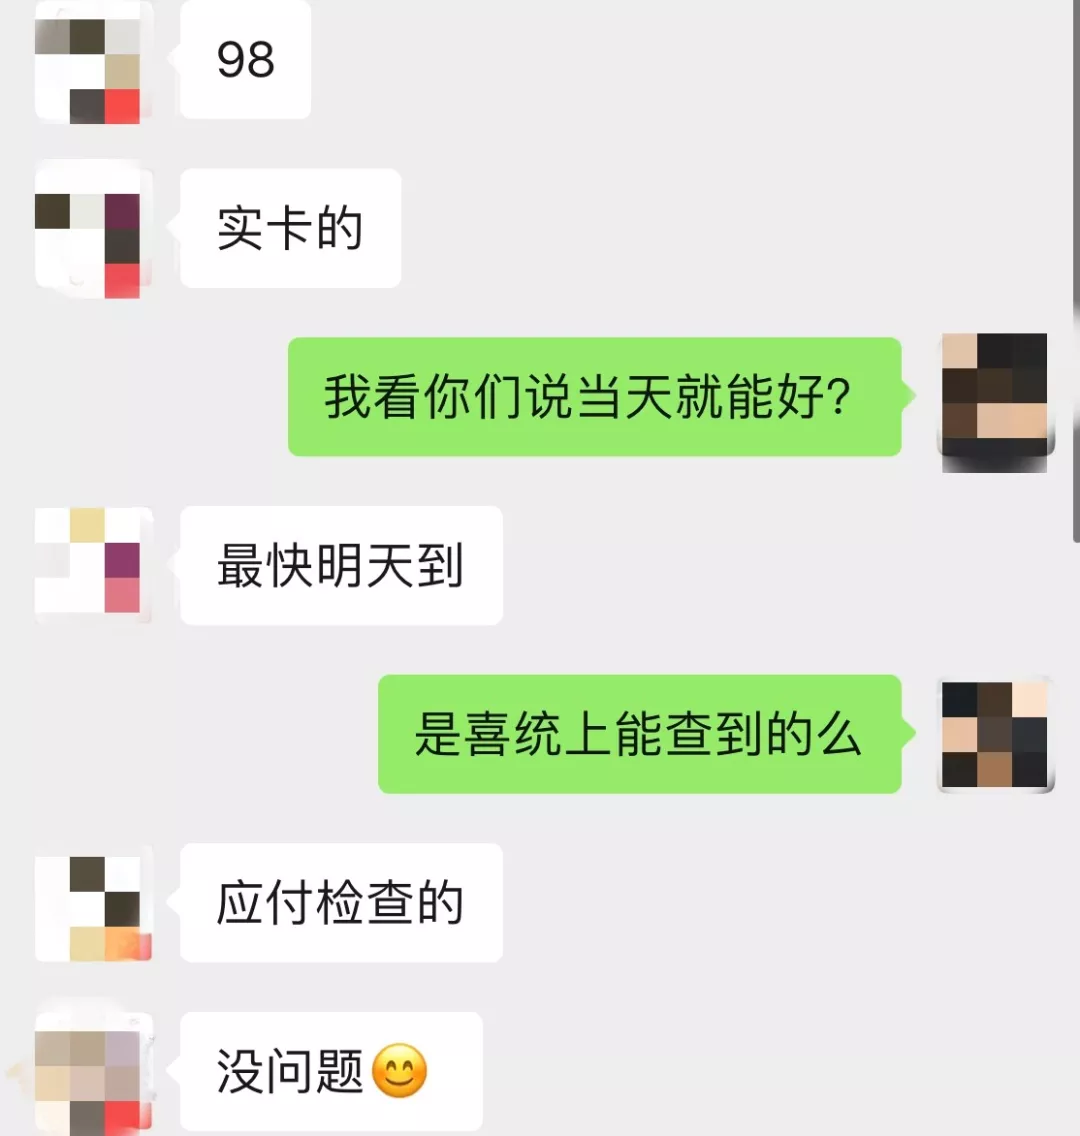 98
实卡的
我看你们说当天就能好?
最快明天到
是喜统上能查到的么
应付检查的
没问题😊